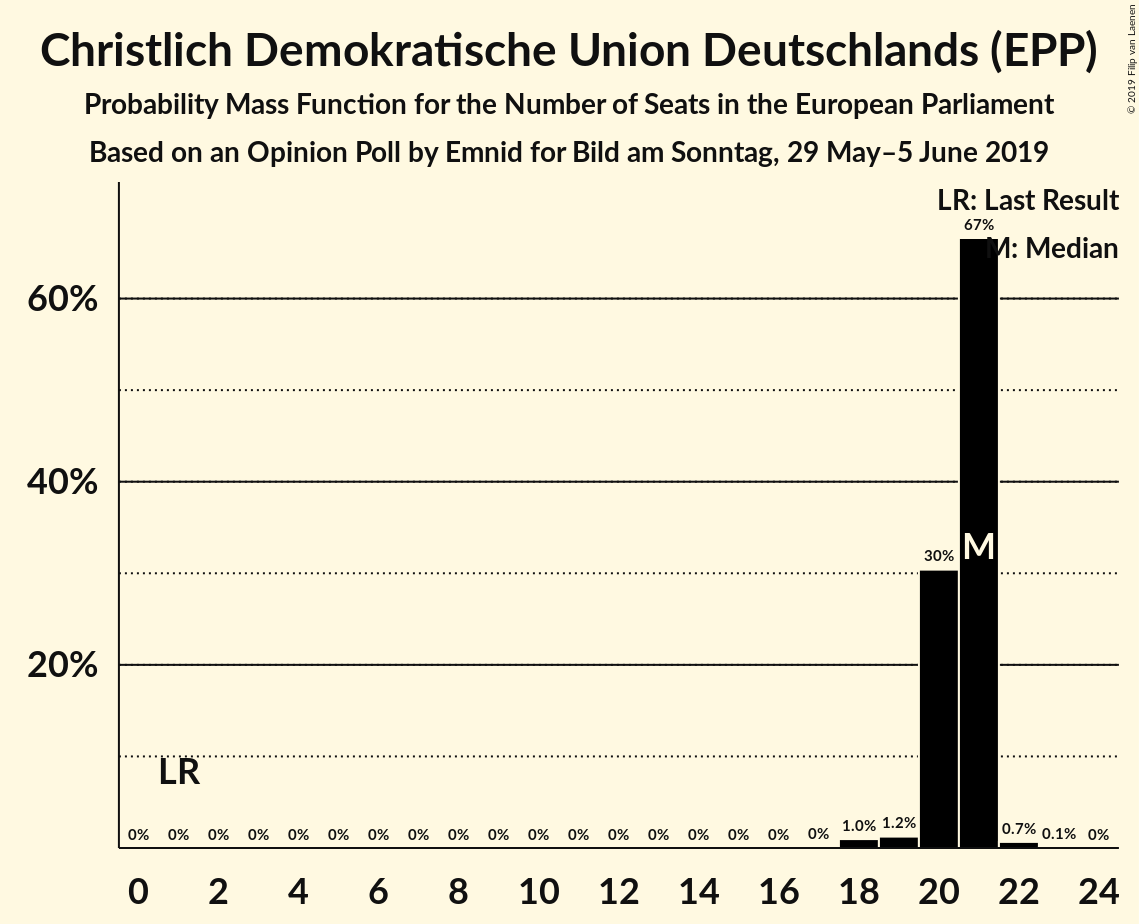 Christlich Demokratische Union Deutschlands (EPP)
Probability Mass Function for the Number of Seats in the European Parliament
Based on an Opinion Poll by Emnid for Bild am Sonntag, 29 May–5 June 2019
© 2019 Filip van Laenen
LR: Last Result
67%
M: Median
60%
M
40%
30%
20%
LR
0% 0% 0% 0% 0% 0% 0% 0% 0% 0% 0% 0% 0% 0% 0% 0% 0% 0% 1.0% 1.2% 0.7% 0.1% 0%
0 2 4 6 8 10 12 14 16 18 20 22 24